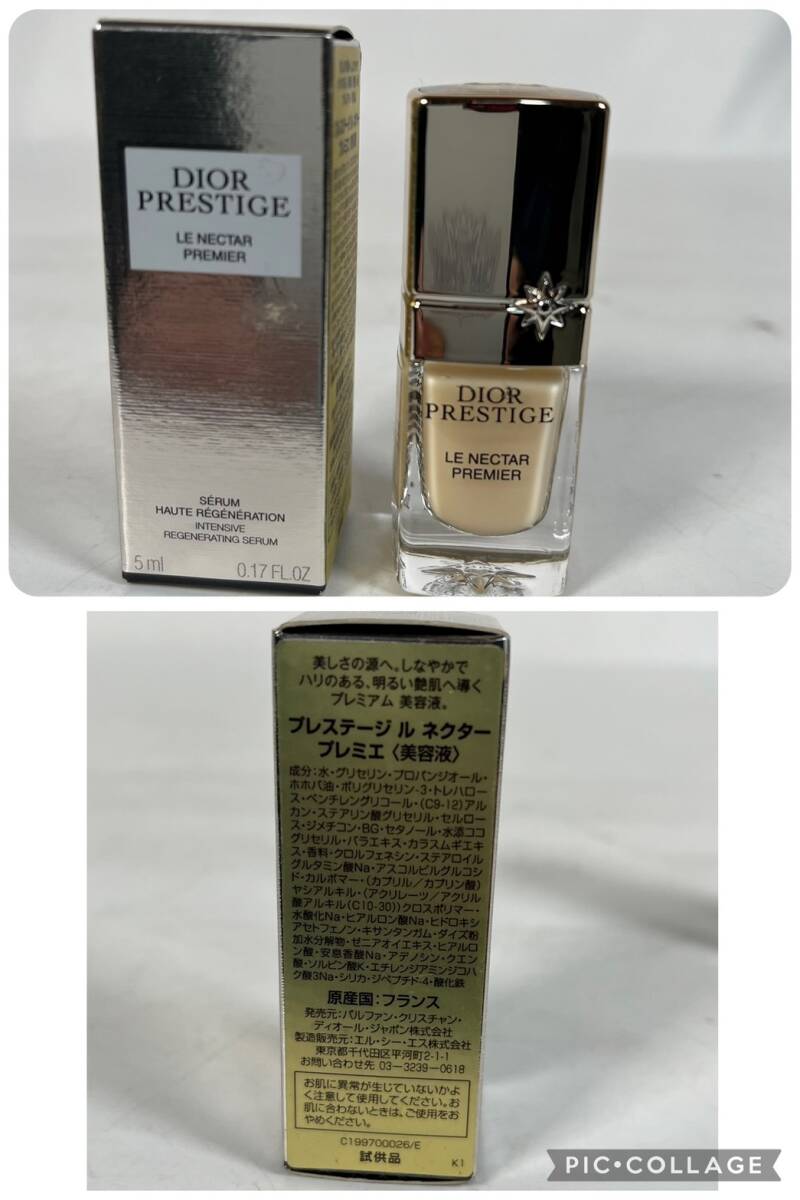 DIOR
PRESTIGE
LE NECTAR
PREMIER
SÉRUM
HAUTE RÉGÉNÉRATION
INTENSIVE
REGENERATING SERUM
5 ml
0.17 FL.OZ
DIOR
PRESTIGE
LE NECTAR
PREMIER
美しさの源へ。しなやかで
ハリのある、明るい艶肌へ導く
プレミアム 美容液。
プレステージ ル ネクター
プレミエ〈美容液〉
成分:水・グリセリン・プロパンジオール・
ホホバ油・ポリグリセリン-3・トレハロー
ス・ペンチレングリコール・(C9-12)アル
カン・ステアリン酸グリセリル・セルロー
ス・ジメチコン・BG・セタノール・水添ココ
グリセリル・バラエキス・カラスムギエキ
ス・香料・クロルフェネシン・ステアロイル
グルタミン酸Na・アスコルビルグルコシ
ド・カルボマー・(カプリル/カプリン酸)
ヤシアルキル・(アクリレーツ/アクリル
酸アルキル(C10-30))クロスポリマー・
水酸化Na・ヒアルロン酸Na・ヒドロキシ
アセトフェノン・キサンタンガム・ダイズ粉
加水分解物・ゼニアオイエキス・ヒアルロ
ン酸・安息香酸Na・アデノシン・クエン
酸・ソルビン酸K・エチレンジアミンジコハ
ク酸3Na・シリカ・ジペプチド-4・酸化鉄
原産国:フランス
発売元:パルファン・クリスチャン・
ディオール・ジャポン株式会社
製造販売元:エル・シー・エス株式会社
東京都千代田区平河町2-1-1
お問い合わせ先 03-3239-0618
お肌に異常が生じていないかよ
く注意して使用してください。お
肌に合わないときは、ご使用をお
やめください。
C199700026/E
試供品
K1
PIC•COLLAGE